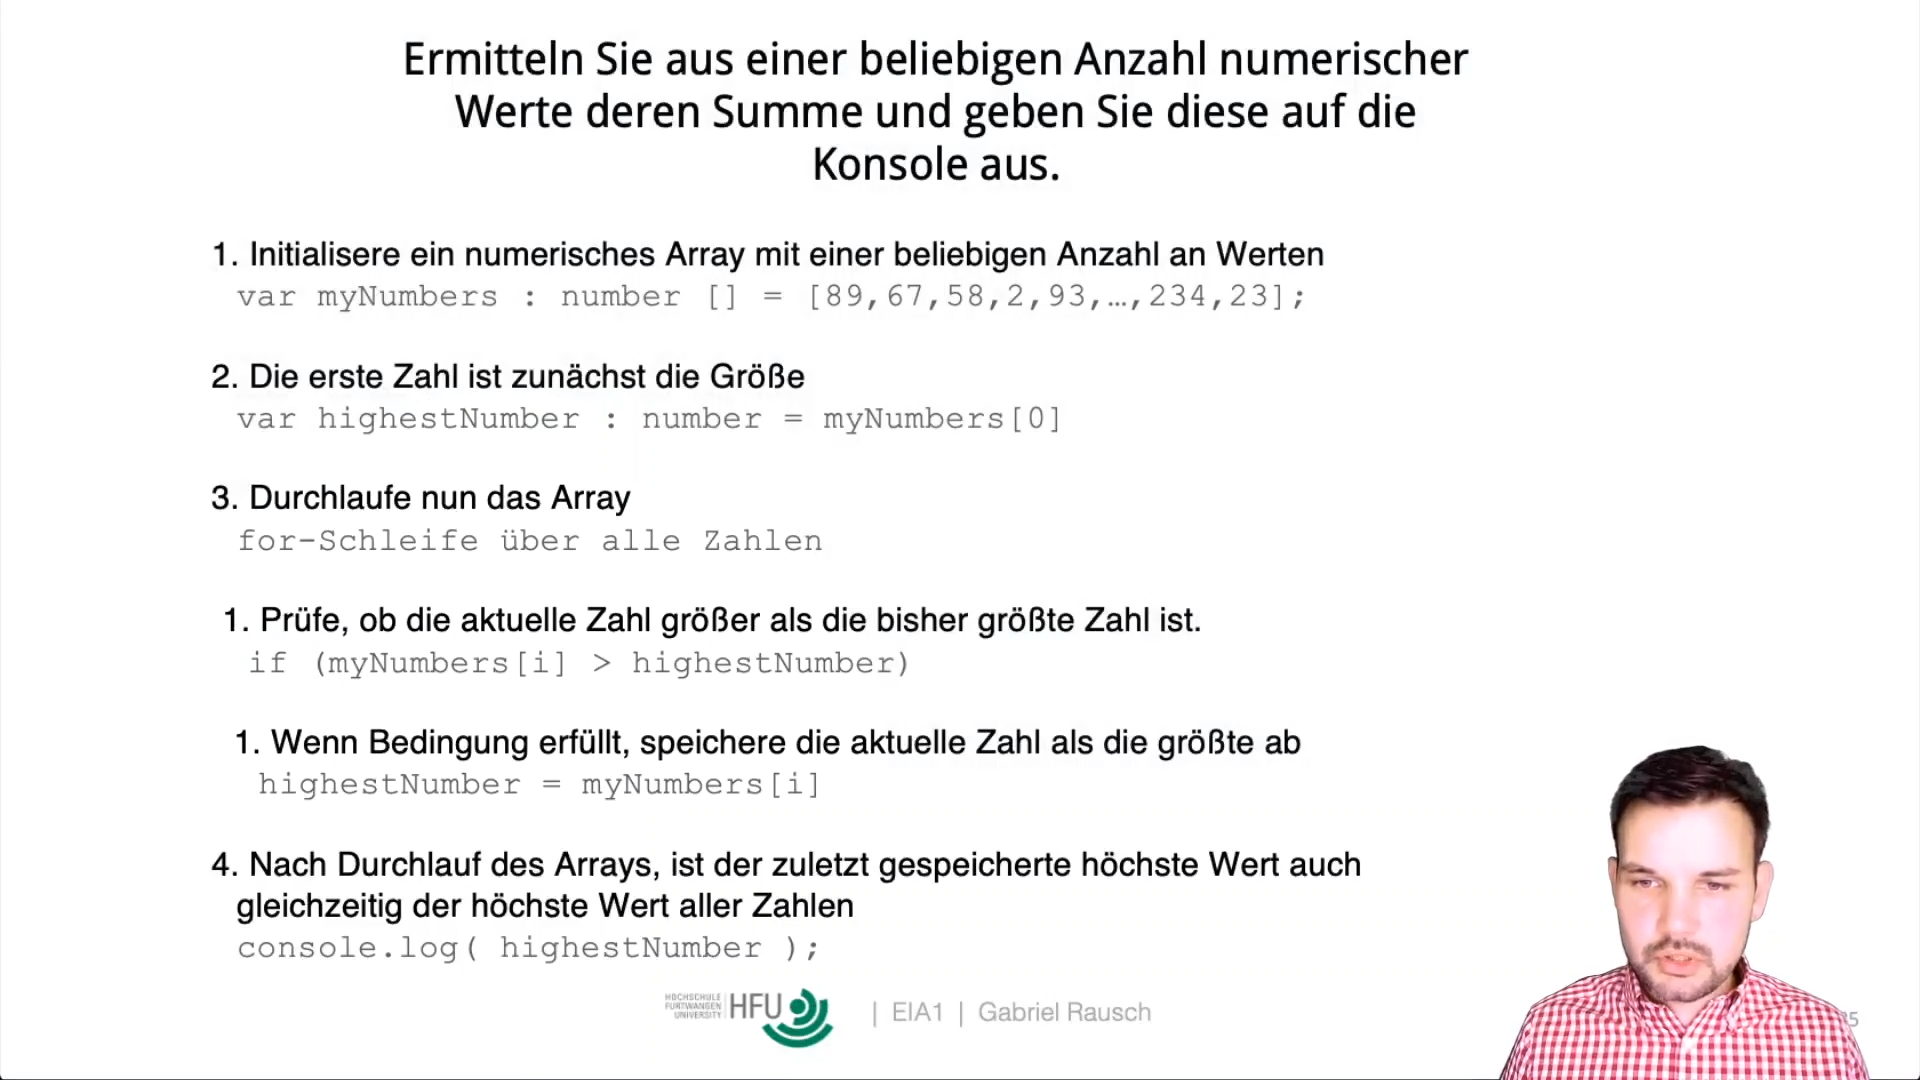 Ermitteln Sie aus einer beliebigen Anzahl numerischer
Werte deren Summe und geben Sie diese auf die
Konsole aus.
1. Initialisere ein numerisches Array mit einer beliebigen Anzahl an Werten
var myNumbers : number [] = [89,67,58,2,93,…,234,23];
2. Die erste Zahl ist zunächst die Größe
var highestNumber : number = myNumbers[0]
3. Durchlaufe nun das Array
for-Schleife über alle Zahlen
1. Prüfe, ob die aktuelle Zahl größer als die bisher größte Zahl ist.
if (myNumbers[i] > highestNumber)
1. Wenn Bedingung erfüllt, speichere die aktuelle Zahl als die größte ab
highestNumber = myNumbers[i]
4. Nach Durchlauf des Arrays, ist der zuletzt gespeicherte höchste Wert auch
gleichzeitig der höchste Wert aller Zahlen
console.log( highestNumber );
HOCHSCHULE
FURTWANGEN
UNIVERSITY
HFU
| EIA1 | Gabriel Rausch